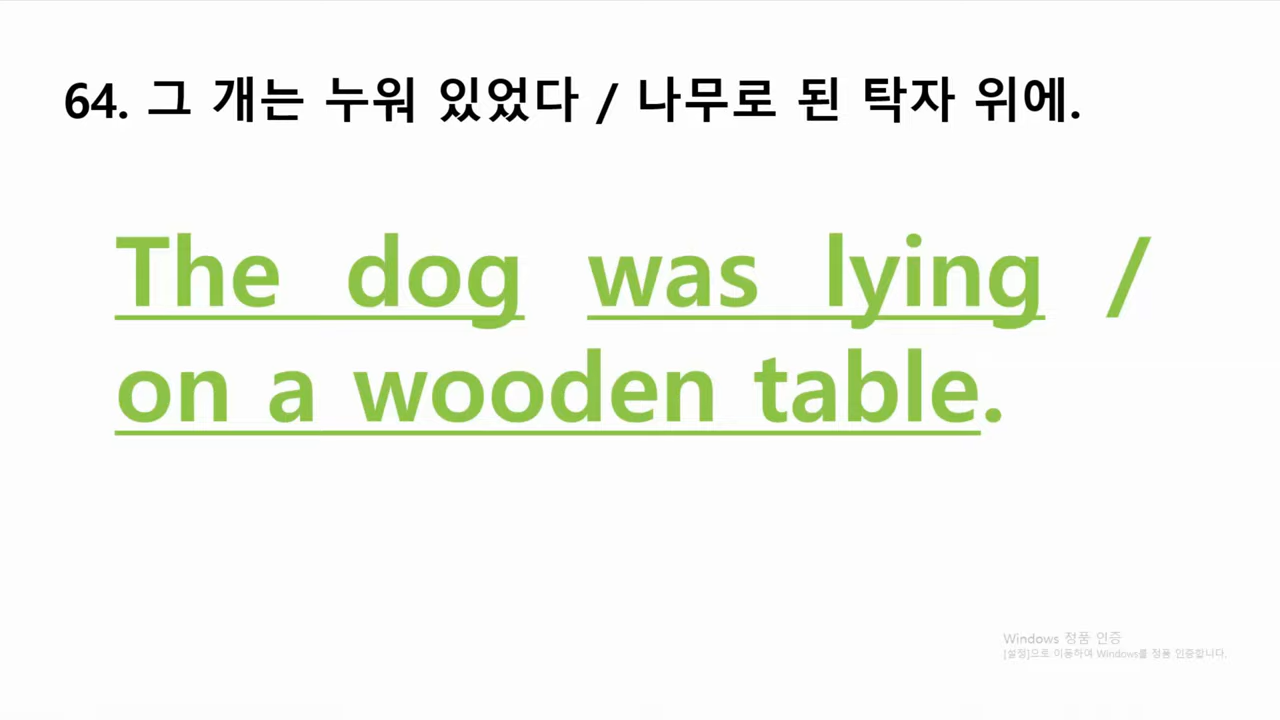 64. 그 개는 누워 있었다 / 나무로 된 탁자 위에.
The dog was lying /
on a wooden table.
Windows 정품 인증
[설정]으로 이동하여 Windows를 정품 인증합니다.